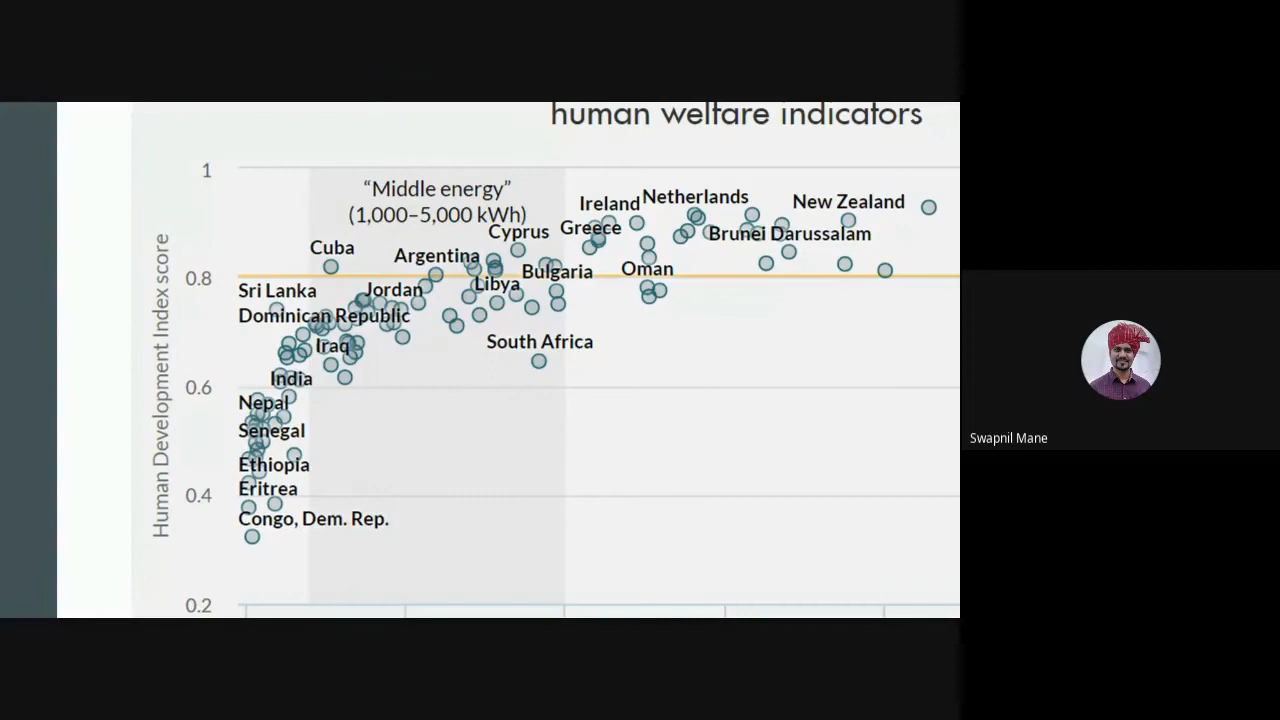 human welfare indicators
1
“Middle energy”
(1,000–5,000 kWh)
Ireland
Netherlands
New Zealand
Cyprus
Greece
Brunei Darussalam
Cuba
Argentina
Bulgaria
Oman
0.8
Sri Lanka
Jordan
Libya
Dominican Republic
Iraq
South Africa
India
0.6
Nepal
Senegal
Ethiopia
Eritrea
0.4
Congo, Dem. Rep.
0.2
Human Development Index score
Swapnil Mane